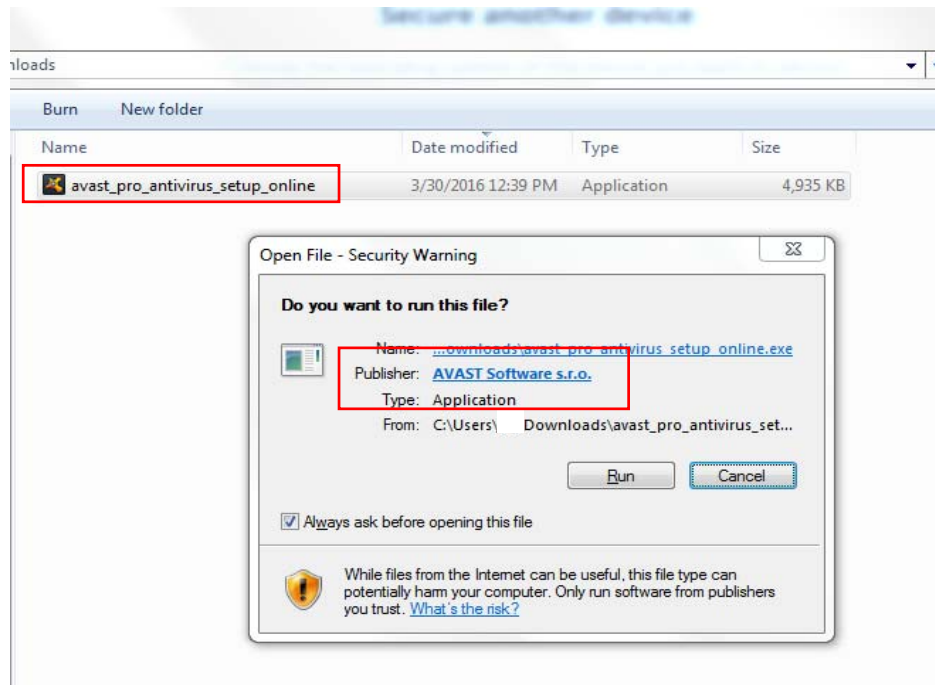 Secure another device
nloads
Burn New folder
Name Date modified Type Size
avast_pro_antivirus_setup_online 3/30/2016 12:39 PM Application 4,935 KB
Open File - Security Warning
Do you want to run this file?
Name: ...ownloads\avast_pro_antivirus_setup_online.exe
Publisher: AVAST Software s.r.o.
Type: Application
From: C:\Users\ Downloads\avast_pro_antivirus_set...
Run Cancel
Always ask before opening this file
While files from the Internet can be useful, this file type can
potentially harm your computer. Only run software from publishers
you trust. What's the risk?